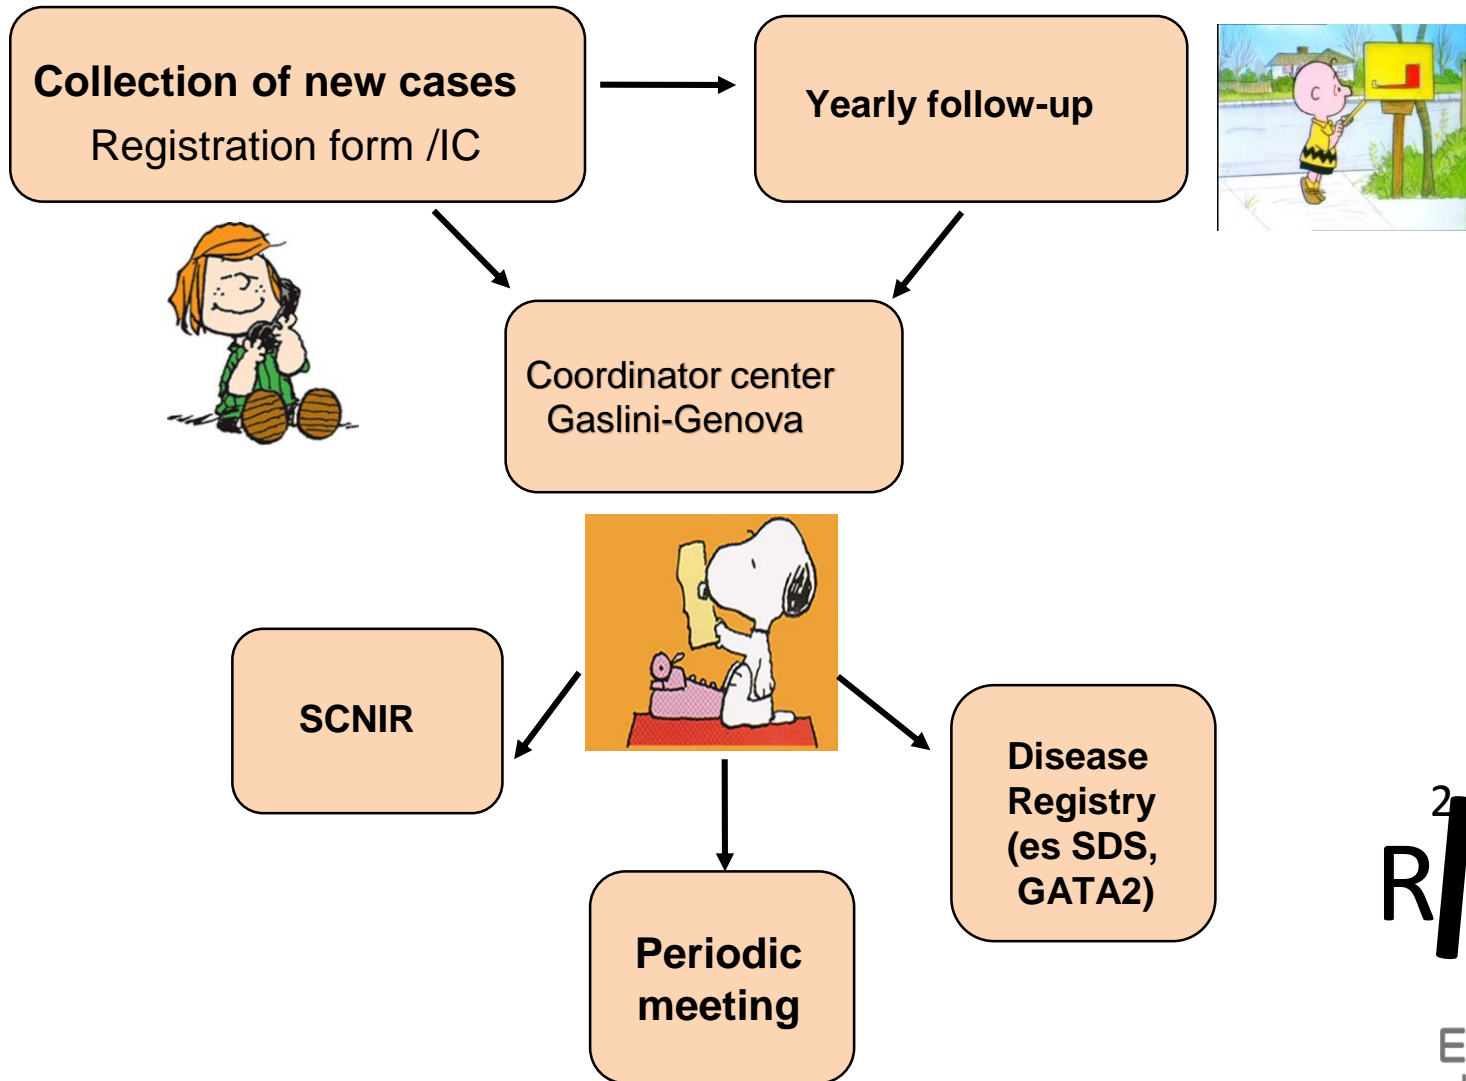 Collection of new cases
Registration form /IC
Yearly follow-up
Coordinator center
Gaslini-Genova
SCNIR
Disease
Registry
(es SDS,
GATA2)
Periodic
meeting
2
R
E